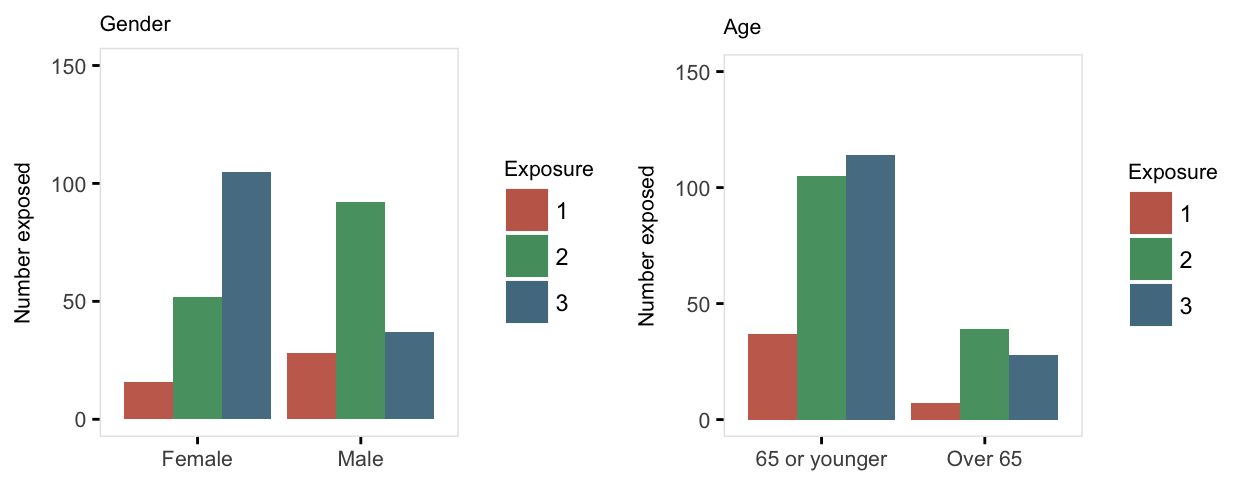 Gender
150
100
50
0
Number exposed
Female Male
Exposure
1
2
3
Age
150
100
50
0
Number exposed
65 or younger Over 65
Exposure
1
2
3